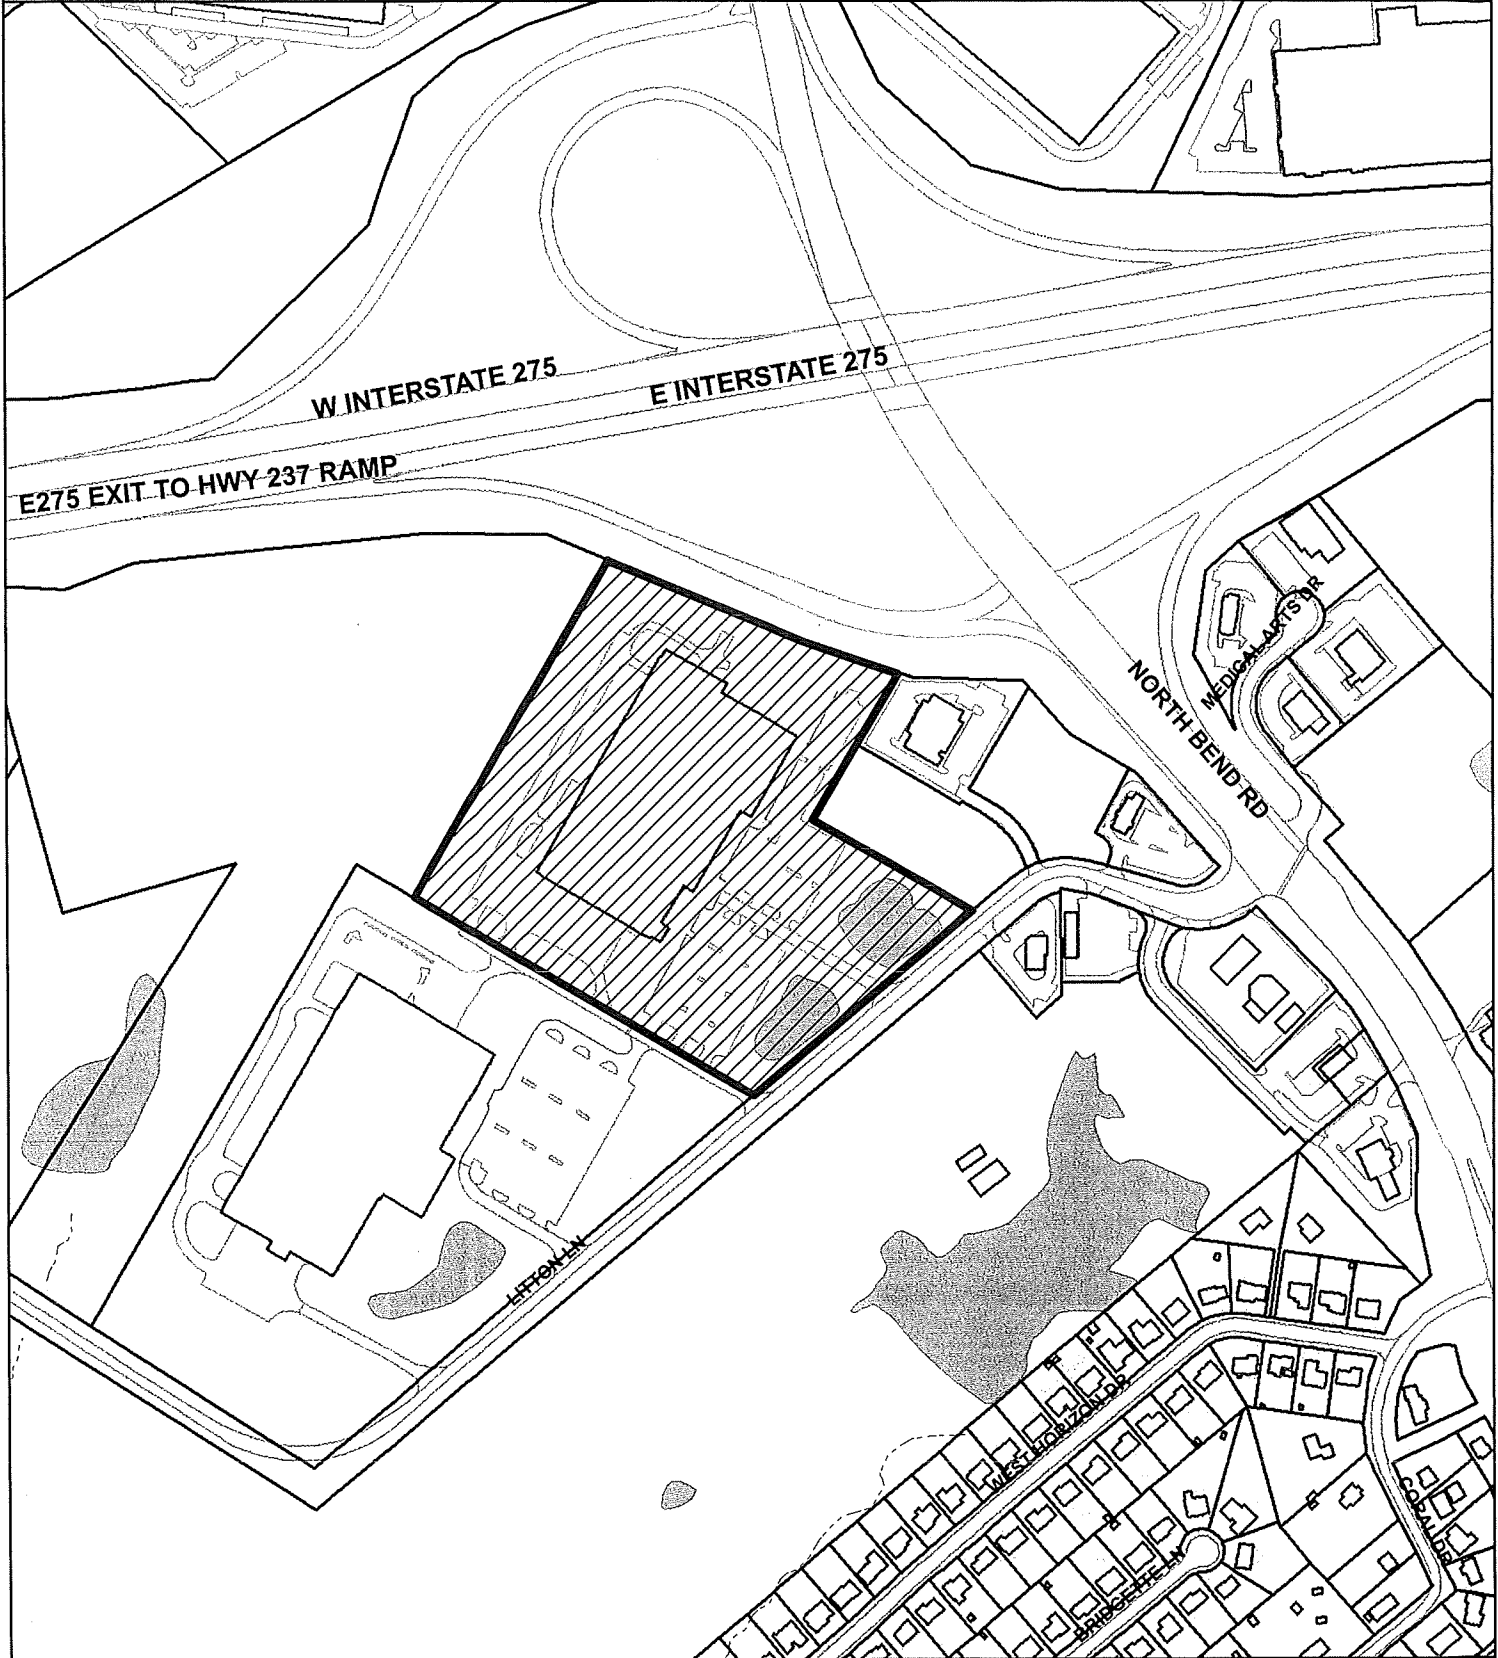 W INTERSTATE 275
E INTERSTATE 275
E275 EXIT TO HWY 237 RAMP
MEDICAL ARTS DR
NORTH BEND RD
LITTON LN
WEST HORIZON DR
CORAL DR
BRIDGETTE LN